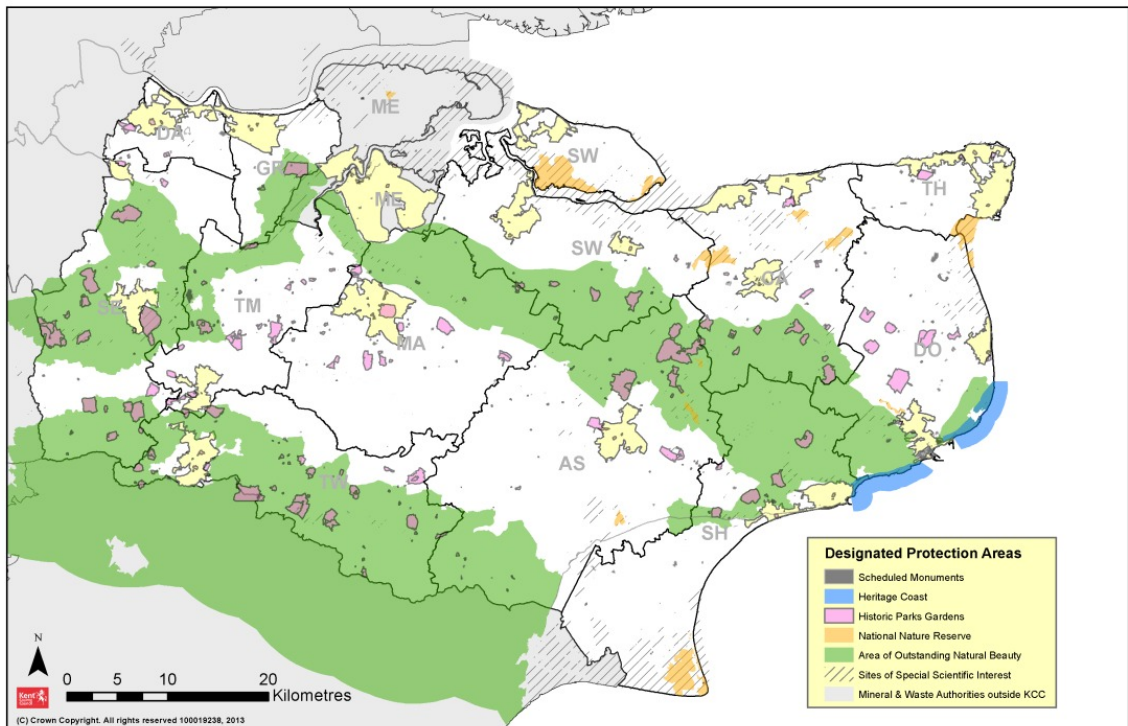 ME
DA
GR
SW
TH
ME
SW
CA
SE
TM
MA
DO
AS
TW
SH
Designated Protection Areas
Scheduled Monuments
Heritage Coast
Historic Parks Gardens
National Nature Reserve
Area of Outstanding Natural Beauty
Sites of Special Scientific Interest
Mineral & Waste Authorities outside KCC
N
0 5 10 20
Kilometres
Kent
(C) Crown Copyright. All rights reserved 100019238, 2013